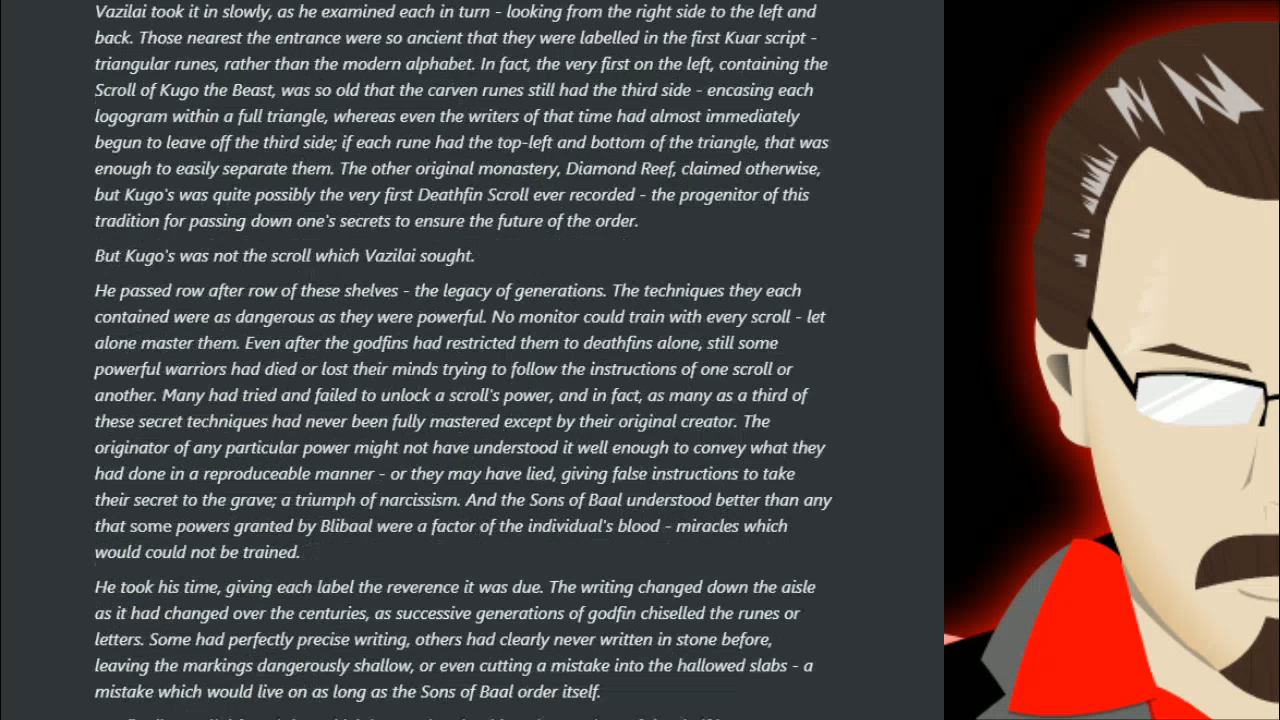 Vazilai took it in slowly, as he examined each in turn - looking from the right side to the left and
back. Those nearest the entrance were so ancient that they were labelled in the first Kuar script -
triangular runes, rather than the modern alphabet. In fact, the very first on the left, containing the
Scroll of Kugo the Beast, was so old that the carven runes still had the third side - encasing each
logogram within a full triangle, whereas even the writers of that time had almost immediately
begun to leave off the third side; if each rune had the top-left and bottom of the triangle, that was
enough to easily separate them. The other original monastery, Diamond Reef, claimed otherwise,
but Kugo's was quite possibly the very first Deathfin Scroll ever recorded - the progenitor of this
tradition for passing down one's secrets to ensure the future of the order.
But Kugo's was not the scroll which Vazilai sought.
He passed row after row of these shelves - the legacy of generations. The techniques they each
contained were as dangerous as they were powerful. No monitor could train with every scroll - let
alone master them. Even after the godfins had restricted them to deathfins alone, still some
powerful warriors had died or lost their minds trying to follow the instructions of one scroll or
another. Many had tried and failed to unlock a scroll's power, and in fact, as many as a third of
these secret techniques had never been fully mastered except by their original creator. The
originator of any particular power might not have understood it well enough to convey what they
had done in a reproduceable manner - or they may have lied, giving false instructions to take
their secret to the grave; a triumph of narcissism. And the Sons of Baal understood better than any
that some powers granted by Blibaal were a factor of the individual's blood - miracles which
would could not be trained.
He took his time, giving each label the reverence it was due. The writing changed down the aisle
as it had changed over the centuries, as successive generations of godfin chiselled the runes or
letters. Some had perfectly precise writing, others had clearly never written in stone before,
leaving the markings dangerously shallow, or even cutting a mistake into the hallowed slabs - a
mistake which would live on as long as the Sons of Baal order itself.